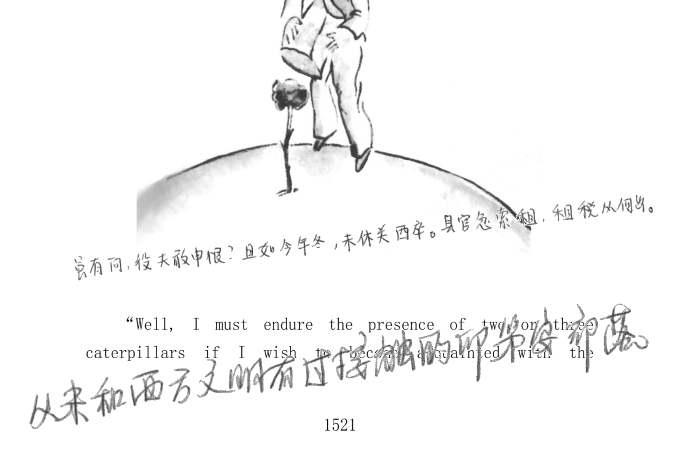 虽有问，役夫敢申恨？且如今年冬，未休关西卒。县官急索租，租税从何出。
“Well, I must endure the presence of two or three
caterpillars if I wish to become acquainted with the
从来和西方文明有过接触的印第安部落。
1521